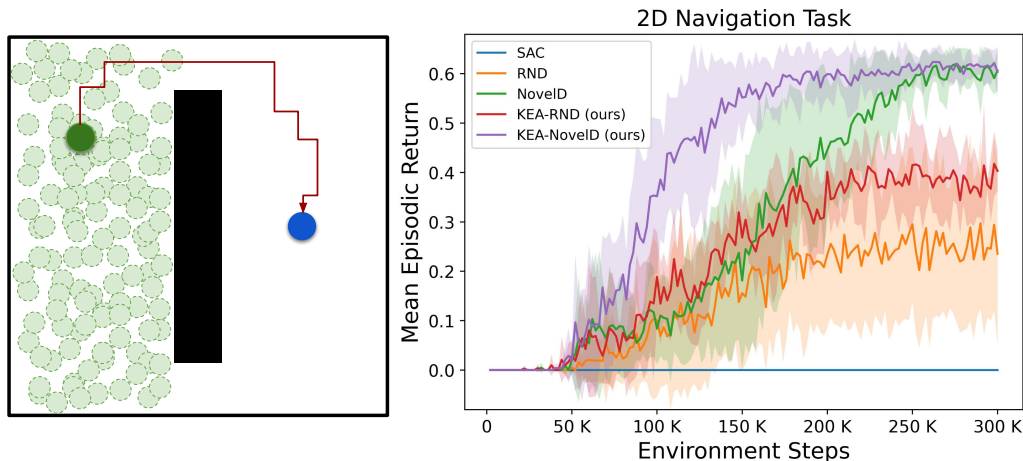 2D Navigation Task
SAC
RND
NovelD
KEA-RND (ours)
KEA-NovelD (ours)
Mean Episodic Return
0.6
0.5
0.4
0.3
0.2
0.1
0.0
0
50 K
100 K
150 K
200 K
250 K
300 K
Environment Steps